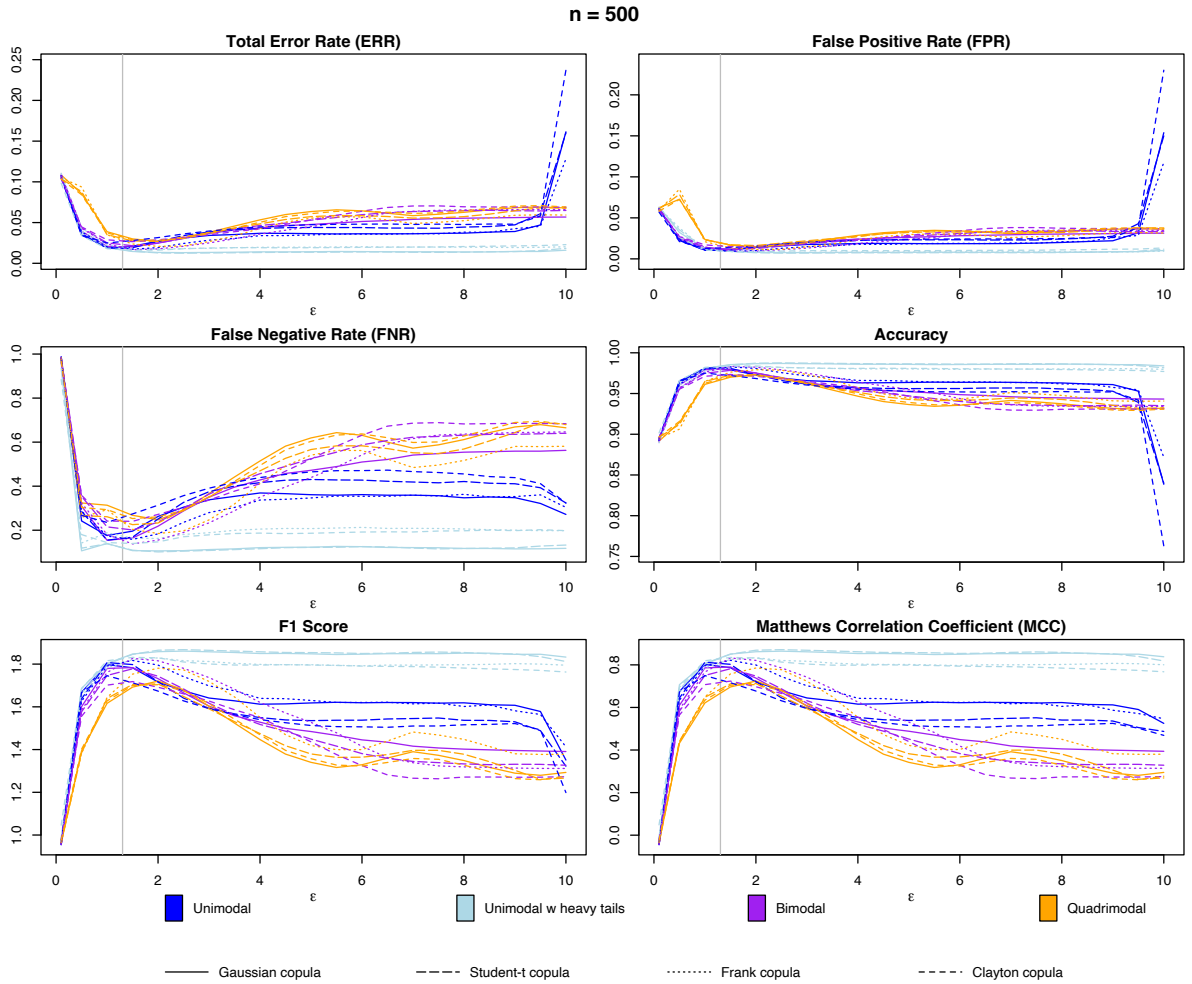 n = 500
Total Error Rate (ERR)
0.25
0.20
0.15
0.10
0.05
0.00
0 2 4 6 8 10
ε
False Positive Rate (FPR)
0.20
0.15
0.10
0.05
0.00
0 2 4 6 8 10
ε
False Negative Rate (FNR)
1.0
0.8
0.6
0.4
0.2
0 2 4 6 8 10
ε
Accuracy
1.00
0.95
0.90
0.85
0.80
0.75
0 2 4 6 8 10
ε
F1 Score
1.8
1.6
1.4
1.2
1.0
0 2 4 6 8 10
ε
Matthews Correlation Coefficient (MCC)
0.8
0.6
0.4
0.2
0.0
0 2 4 6 8 10
ε
Unimodal Unimodal w heavy tails Bimodal Quadrimodal
Gaussian copula Student-t copula Frank copula Clayton copula